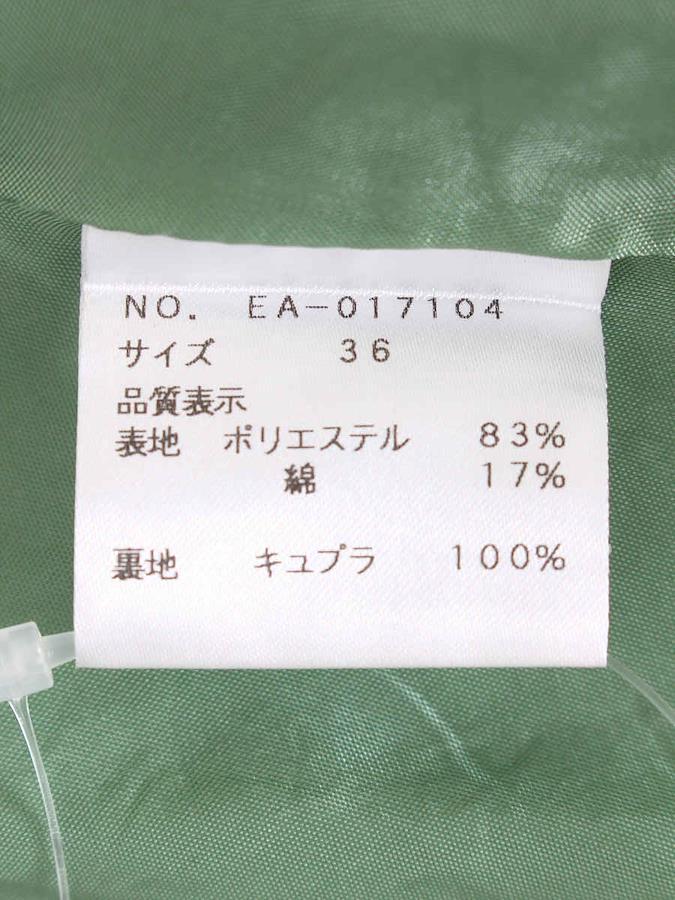 NO. EA-017104
サイズ 36
品質表示
表地 ポリエステル 83%
綿 17%
裏地 キュプラ 100%